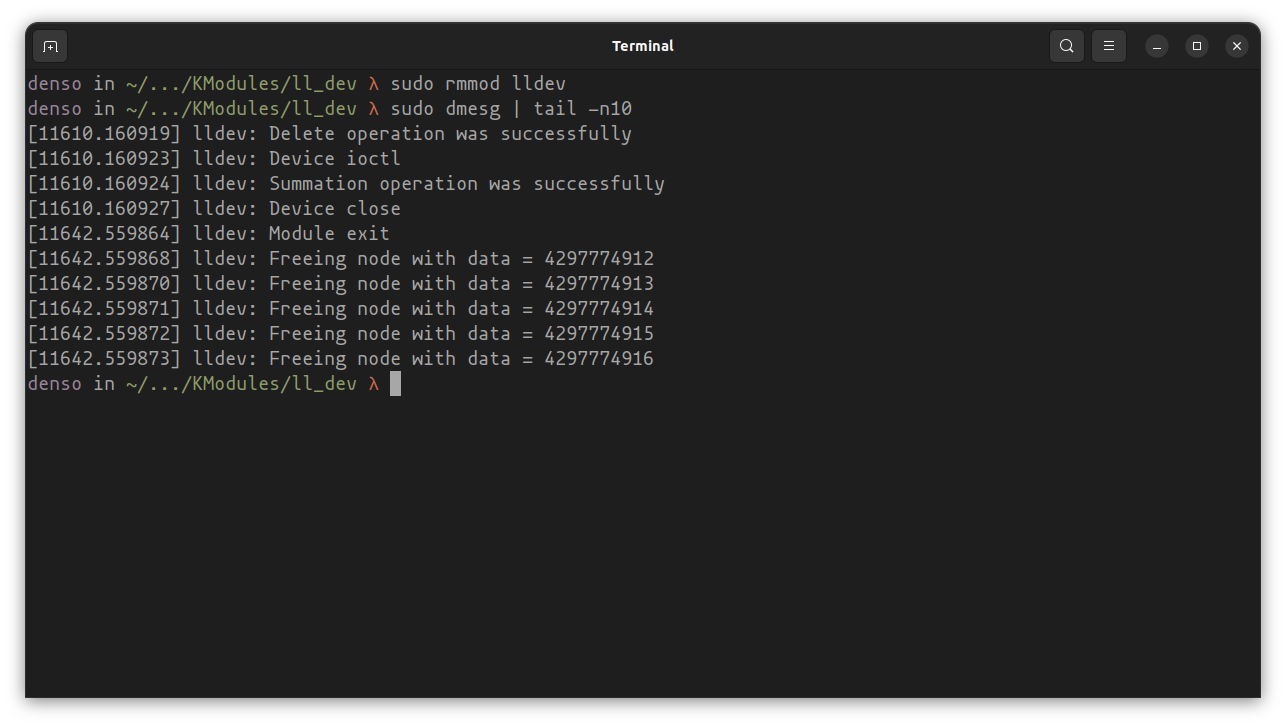 Terminal
denso in ~/.../KModules/ll_dev λ sudo rmmod lldev
denso in ~/.../KModules/ll_dev λ sudo dmesg | tail -n10
[11610.160919] lldev: Delete operation was successfully
[11610.160923] lldev: Device ioctl
[11610.160924] lldev: Summation operation was successfully
[11610.160927] lldev: Device close
[11642.559864] lldev: Module exit
[11642.559868] lldev: Freeing node with data = 4297774912
[11642.559870] lldev: Freeing node with data = 4297774913
[11642.559871] lldev: Freeing node with data = 4297774914
[11642.559872] lldev: Freeing node with data = 4297774915
[11642.559873] lldev: Freeing node with data = 4297774916
denso in ~/.../KModules/ll_dev λ